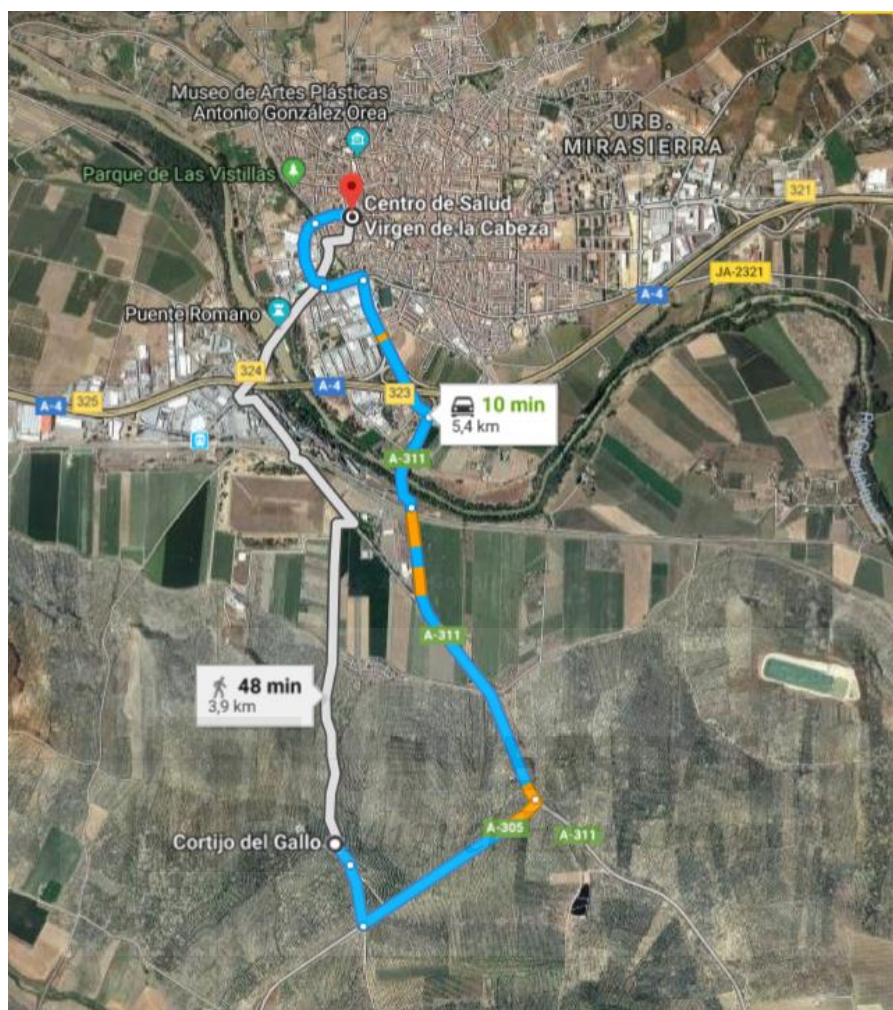 Museo de Artes Plásticas
Antonio González Orea
URB.
MIRASIERRA
Parque de Las Vistillas
321
Centro de Salud
Virgen de la Cabeza
JA-2321
A-4
Puente Romano
324
A-4
323
A-4
325
10 min
5,4 km
A-311
A-311
48 min
3,9 km
A-305
A-311
Cortijo del Gallo